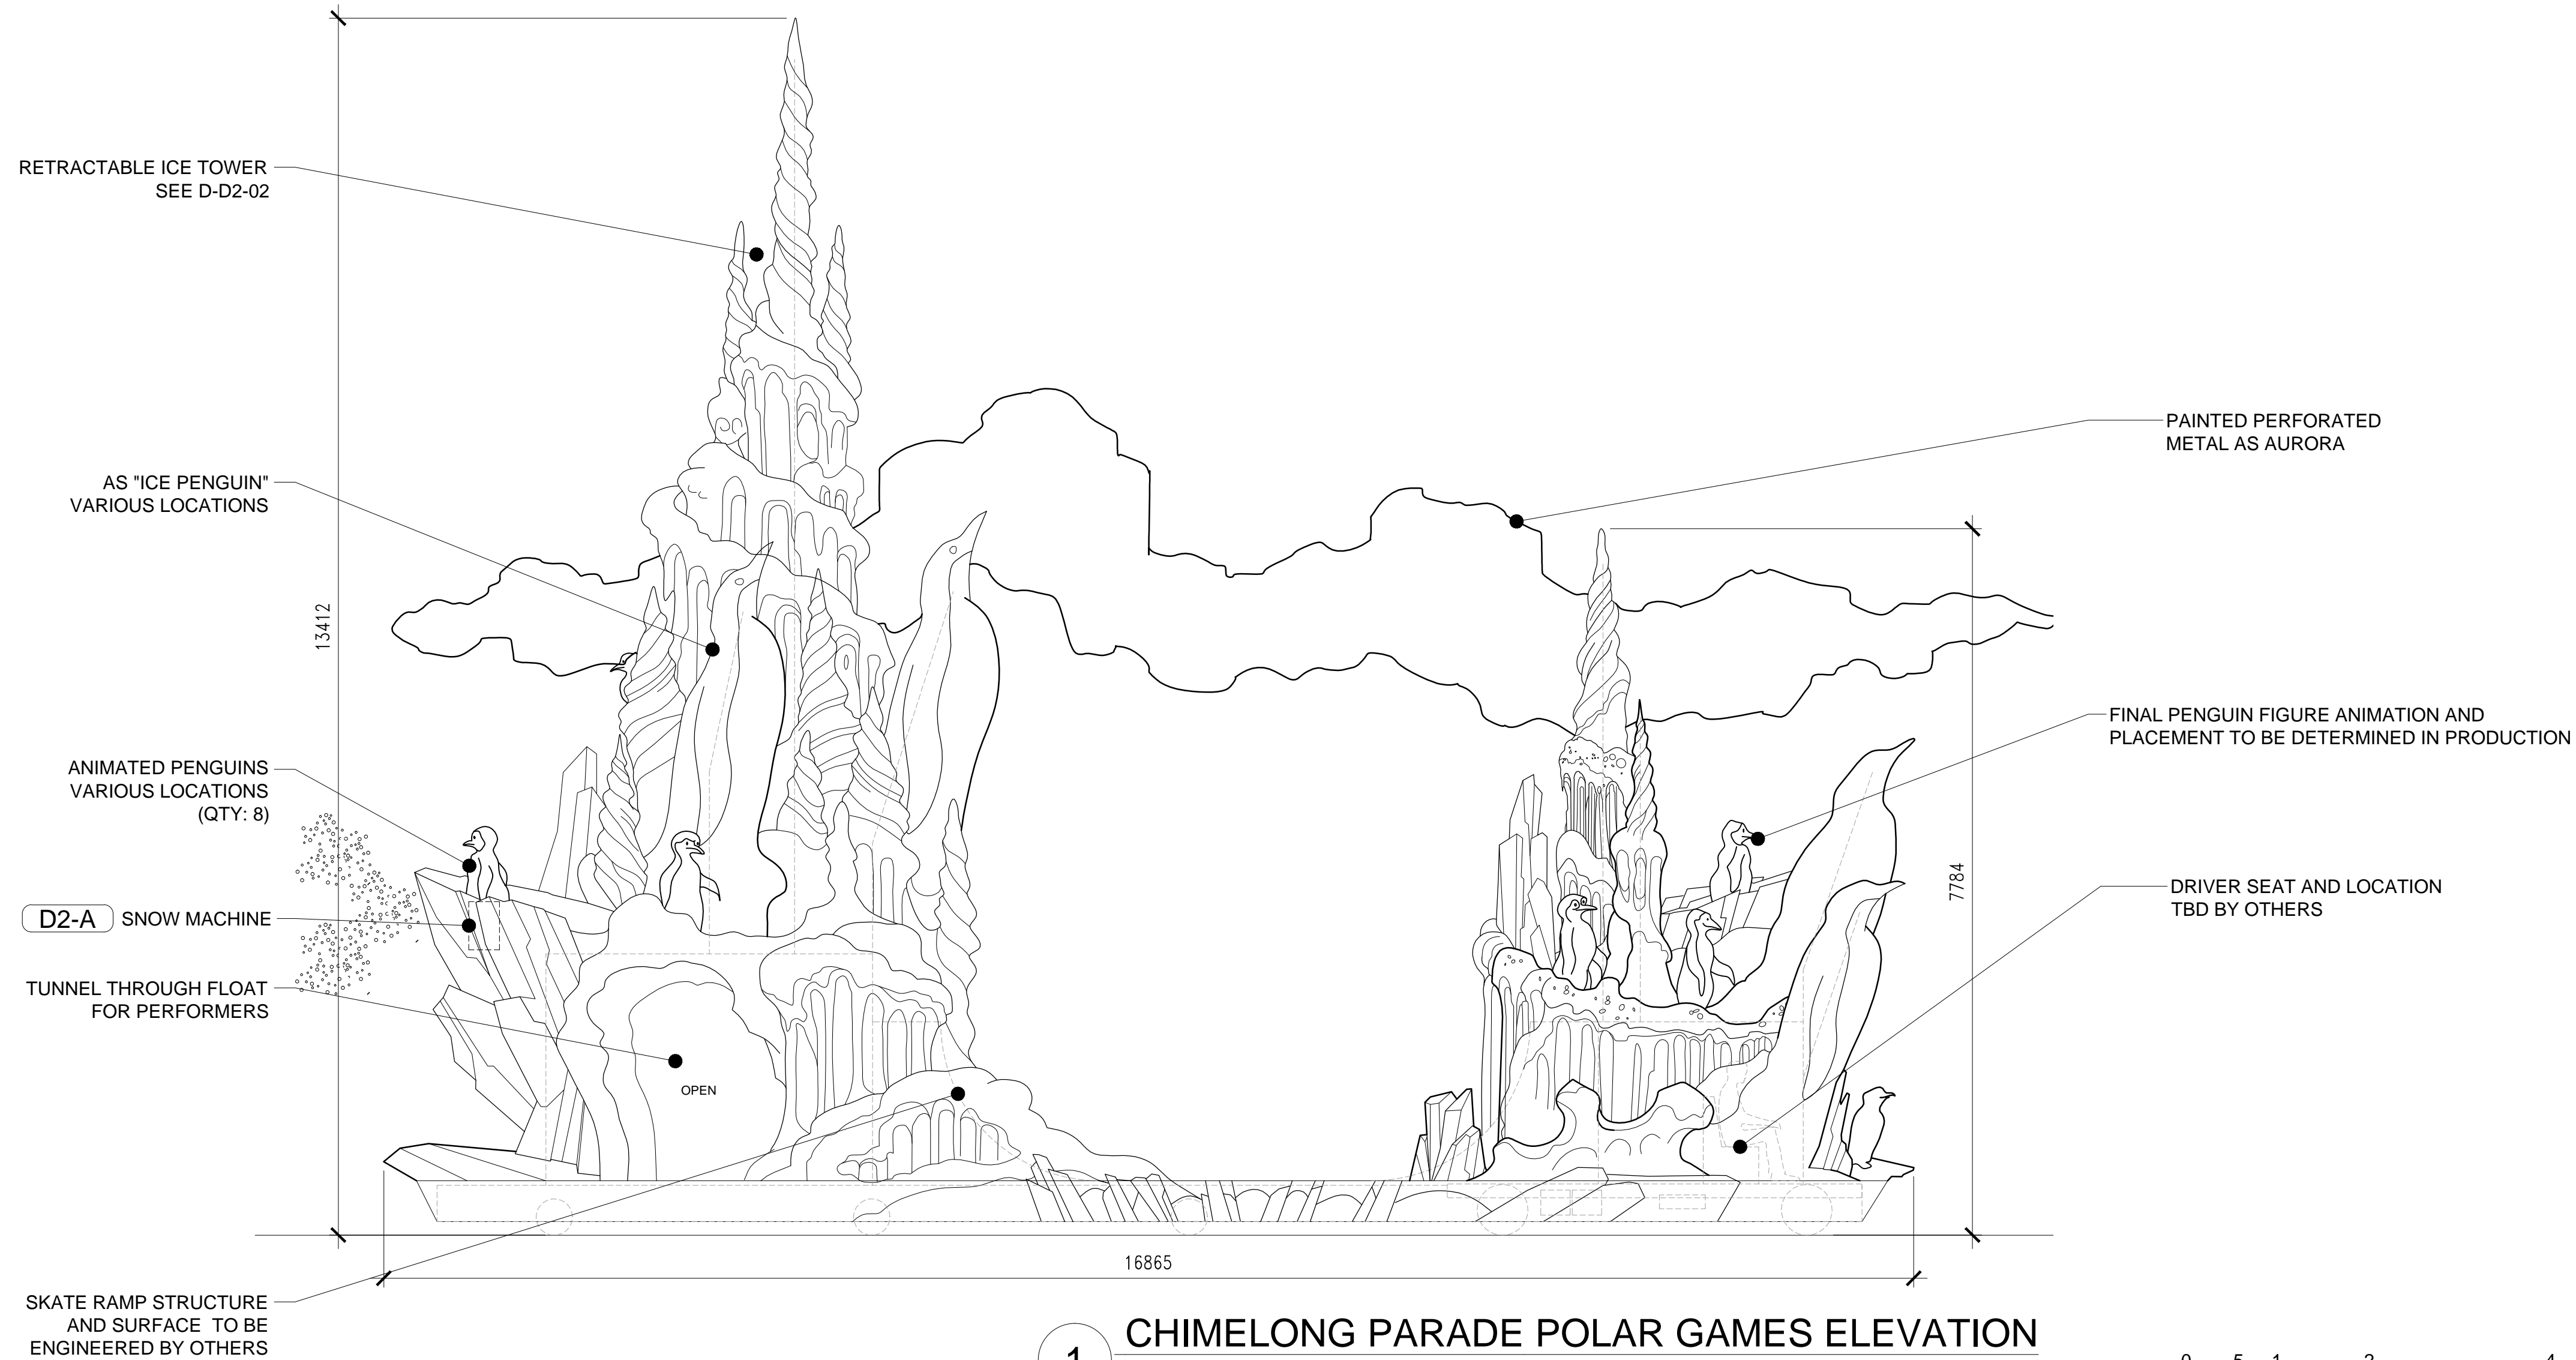 RETRACTABLE ICE TOWER
SEE D-D2-02
AS "ICE PENGUIN"
VARIOUS LOCATIONS
ANIMATED PENGUINS
VARIOUS LOCATIONS
(QTY: 8)
D2-A SNOW MACHINE
TUNNEL THROUGH FLOAT
FOR PERFORMERS
SKATE RAMP STRUCTURE
AND SURFACE TO BE
ENGINEERED BY OTHERS
13412
OPEN
PAINTED PERFORATED
METAL AS AURORA
FINAL PENGUIN FIGURE ANIMATION AND
PLACEMENT TO BE DETERMINED IN PRODUCTION
DRIVER SEAT AND LOCATION
TBD BY OTHERS
7784
16865
1 CHIMELONG PARADE POLAR GAMES ELEVATION